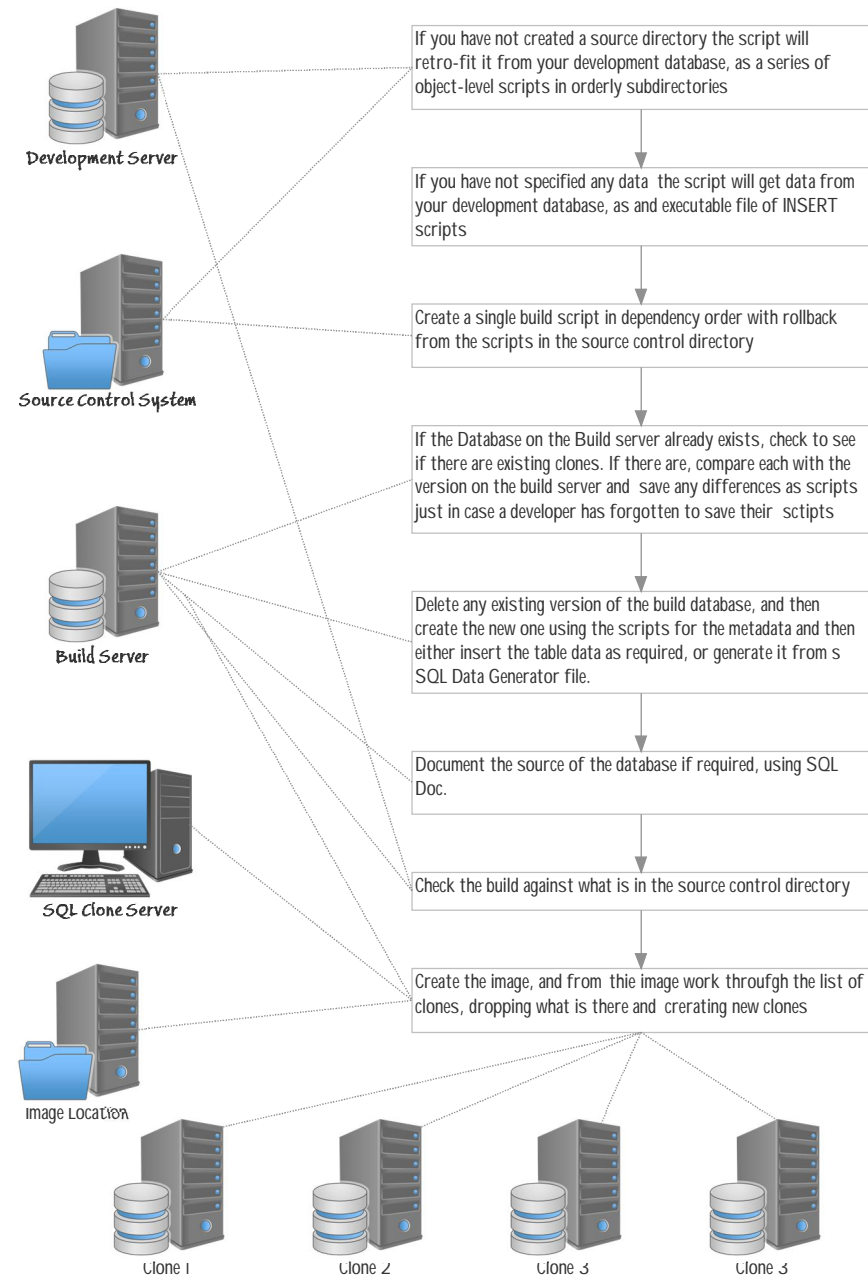 If you have not created a source directory the script will
retro-fit it from your development database, as a series of
object-level scripts in orderly subdirectories
Development Server
If you have not specified any data the script will get data from
your development database, as and executable file of INSERT
scripts
Create a single build script in dependency order with rollback
from the scripts in the source control directory
Source Control System
If the Database on the Build server already exists, check to see
if there are existing clones. If there are, compare each with the
version on the build server and save any differences as scripts
just in case a developer has forgotten to save their sctipts
Delete any existing version of the build database, and then
create the new one using the scripts for the metadata and then
either insert the table data as required, or generate it from s
SQL Data Generator file.
Build Server
Document the source of the database if required, using SQL
Doc.
Check the build against what is in the source control directory
SQL Clone Server
Create the image, and from thie image work throufgh the list of
clones, dropping what is there and crerating new clones
Image Location
Clone 1
Clone 2
Clone 3
Clone 3